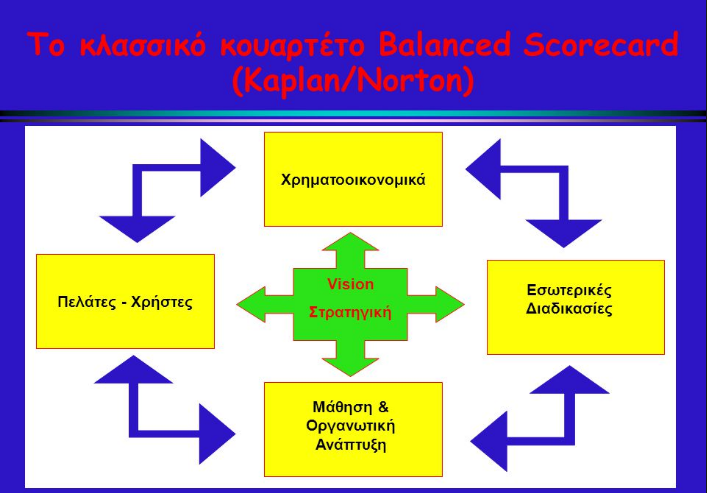 Το κλασσικό κουαρτέτο Balanced Scorecard
(Kaplan/Norton)
Χρηματοοικονομικά
Πελάτες - Χρήστες
Vision
Στρατηγική
Εσωτερικές
Διαδικασίες
Μάθηση &
Οργανωτική
Ανάπτυξη